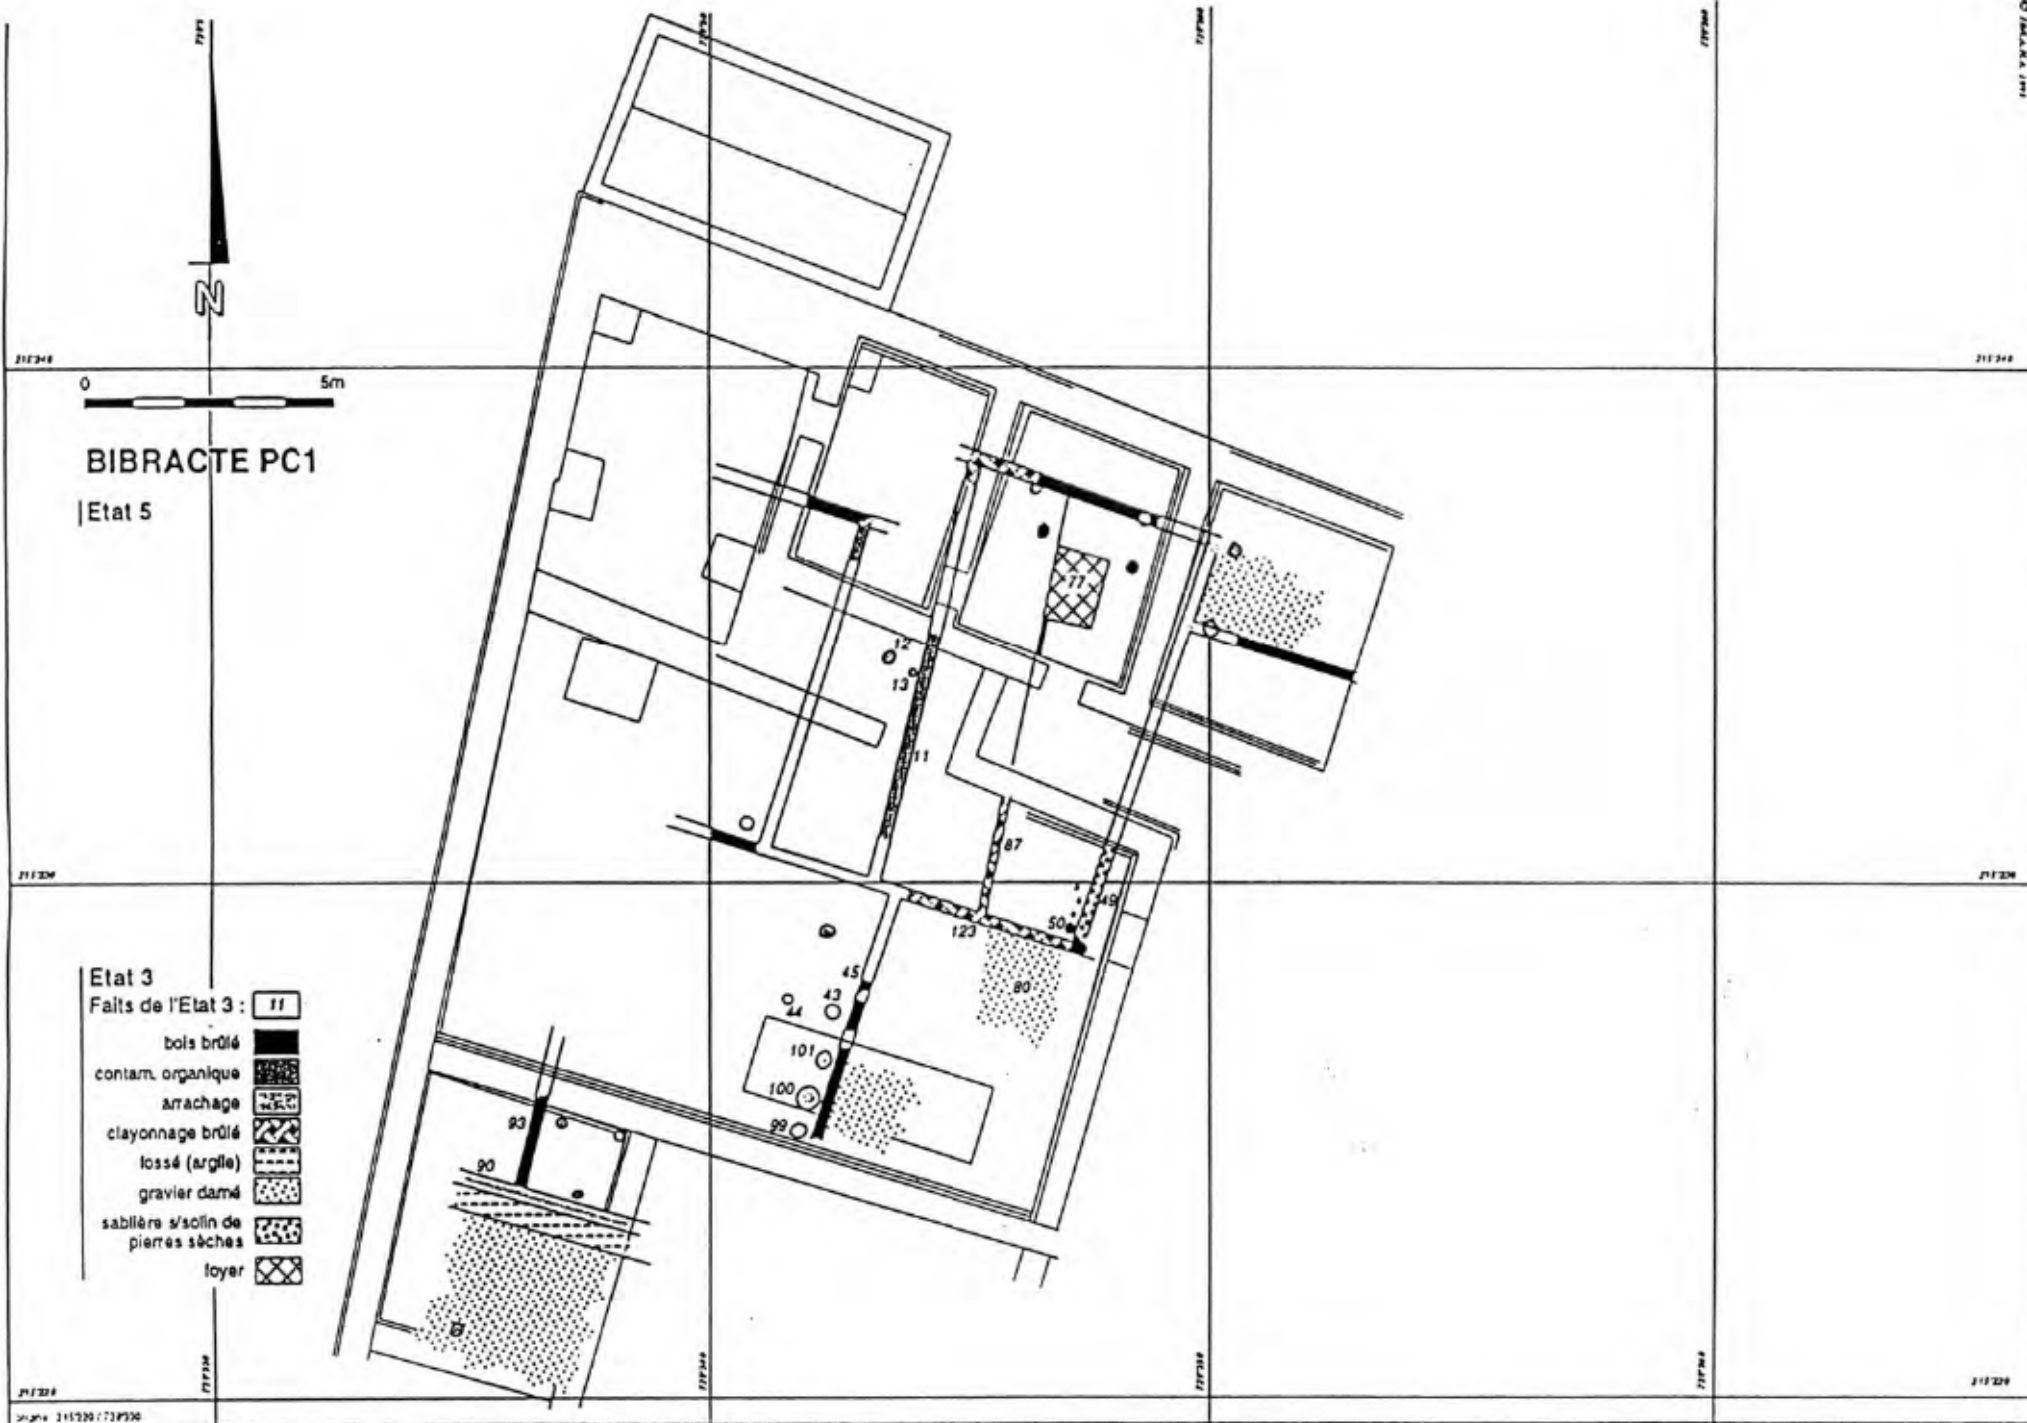 0 5m
BIBRACTE PC1
Etat 5
N
Etat 3
Faits de l'Etat 3 : 11
bois brûlé
contam. organique
arrachage
clayonnage brûlé
fossé (argile)
gravier damé
sablière s/solin de
pierres sèches
foyer
77
12
13
11
87
49
50
123
80
45
43
44
101
100
99
93
90